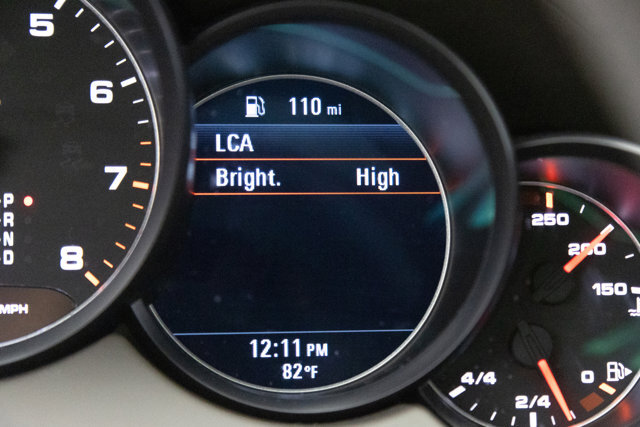 5
6
7
8
P
R
N
D
MPH
110 mi
LCA
Bright. High
12:11 PM
82°F
250
200
150
4/4
2/4
0